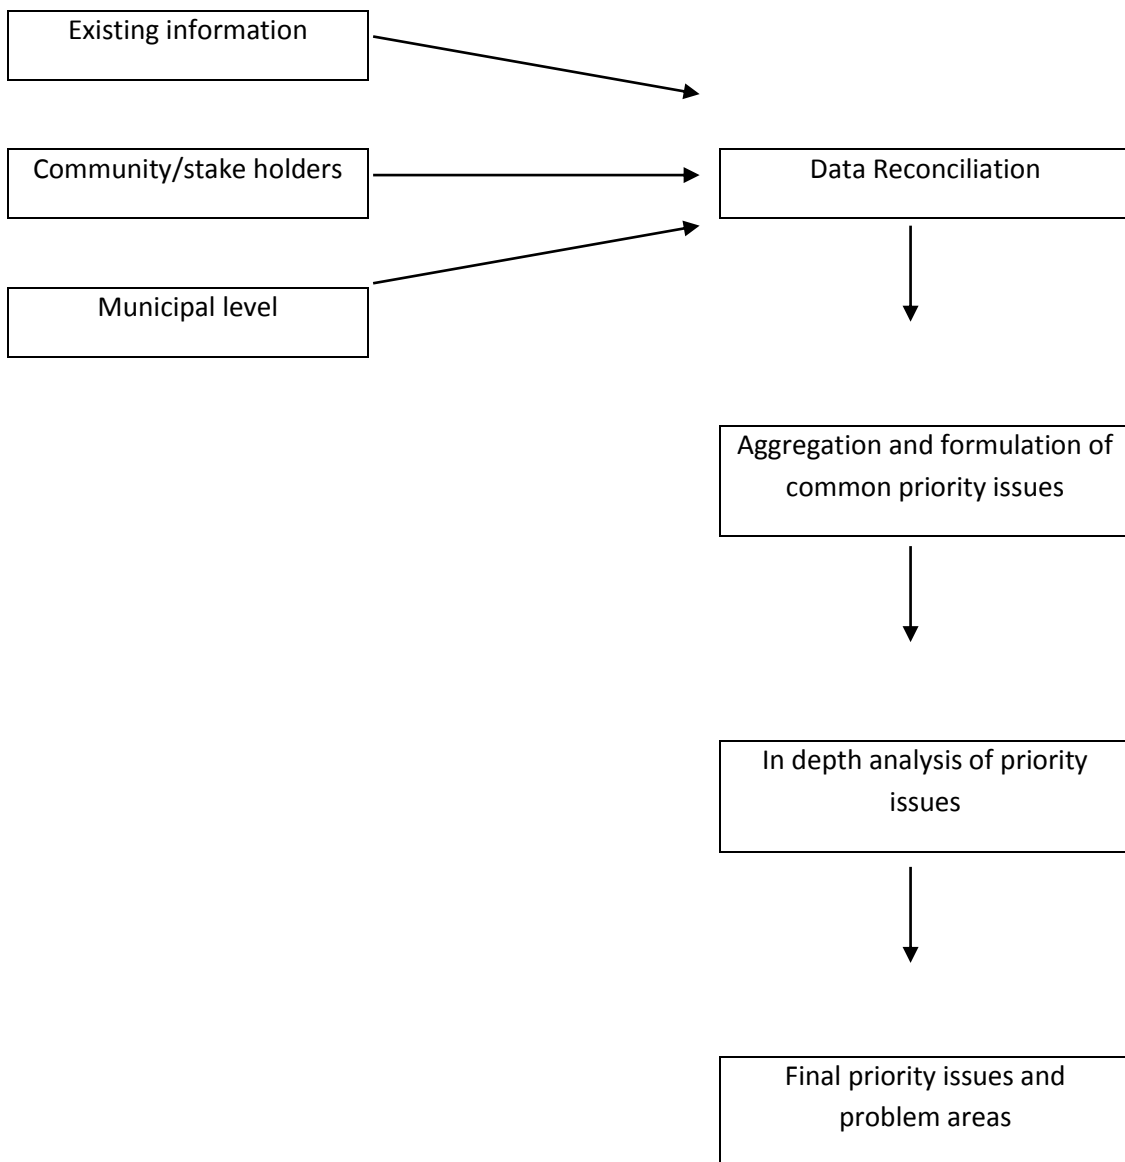 Existing information
Community/stake holders
Data Reconciliation
Municipal level
Aggregation and formulation of
common priority issues
In depth analysis of priority
issues
Final priority issues and
problem areas